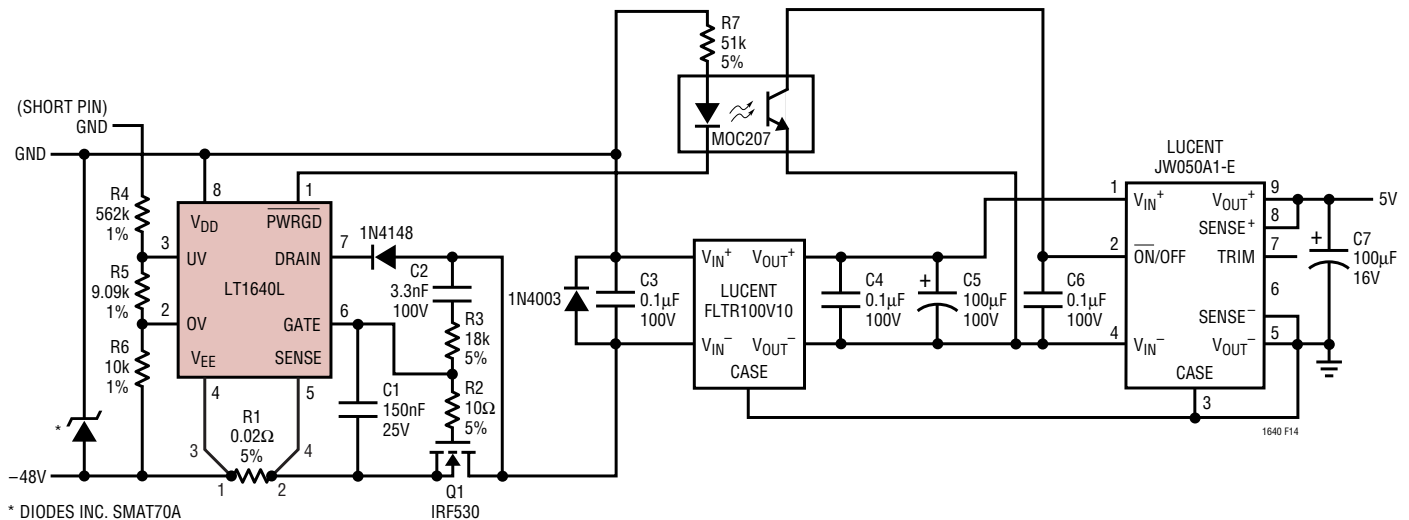 (SHORT PIN)
GND
GND
R4
562k
1%
R5
9.09k
1%
R6
10k
1%
*
–48V
* DIODES INC. SMAT70A
8
1
3
2
7
6
4
5
VDD
PWRGD
UV
DRAIN
LT1640L
OV
GATE
VEE
SENSE
R1
0.02Ω
5%
3
4
1
2
1N4148
C2
3.3nF
100V
R3
18k
5%
R2
10Ω
5%
C1
150nF
25V
Q1
IRF530
R7
51k
5%
MOC207
1N4003
C3
0.1µF
100V
VIN+
VOUT+
LUCENT
FLTR100V10
VIN–
VOUT–
CASE
C4
0.1µF
100V
+
C5
100µF
100V
C6
0.1µF
100V
LUCENT
JW050A1-E
1
VIN+
2
ON/OFF
4
VIN–
VOUT+
9
SENSE+
8
TRIM
7
6
SENSE–
VOUT–
5
CASE
3
5V
+
C7
100µF
16V
1640 F14